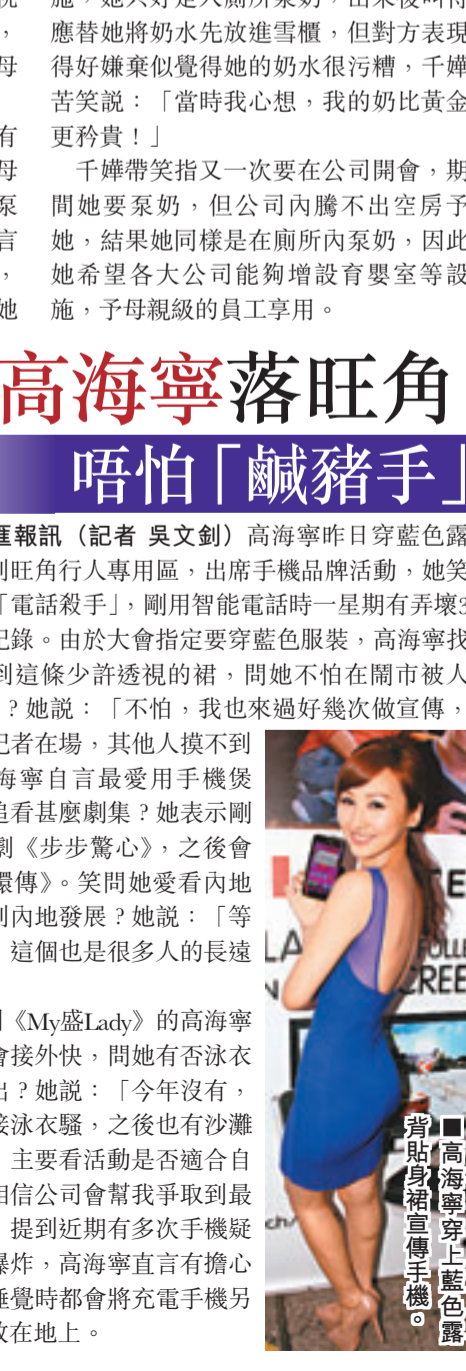 施，她只好走入廁所泵奶，出來後叫侍
應替她將奶水先放進雪櫃，但對方表現
母　得好嫌棄似覺得她的奶水很污糟，千嬅
苦笑說：「當時我心想，我的奶比黃金
有　更矜貴！」
母　千嬅帶笑指又一次要在公司開會，期
泵　間她要泵奶，但公司內騰不出空房予
言　她，結果她同樣是在廁所內泵奶，因此
，　她希望各大公司能夠增設育嬰室等設
她　施，予母親級的員工享用。
高海寧落旺角
唔怕「鹹豬手」
匯報訊（記者 吳文釗）高海寧昨日穿藍色露
到旺角行人專用區，出席手機品牌活動，她笑
「電話殺手」，剛用智能電話時一星期有弄壞3
紀錄。由於大會指定要穿藍色服裝，高海寧找
到這條少許透視的裙，問她不怕在鬧市被人
？她說：「不怕，我也來過好幾次做宣傳，
記者在場，其他人摸不到
海寧自言最愛用手機煲
追看甚麼劇集？她表示剛
劇《步步驚心》，之後會
環傳》。笑問她愛看內地
到內地發展？她說：「等
這個也是很多人的長遠
《My盛Lady》的高海寧
會接外快，問她有否泳衣
出？她說：「今年沒有，
接泳衣騷，之後也有沙灘
主要看活動是否適合自
相信公司會幫我爭取到最
提到近期有多次手機疑
爆炸，高海寧直言有擔心
睡覺時都會將充電手機另
放在地上。
■高海寧穿上藍色露
背貼身裙宣傳手機。